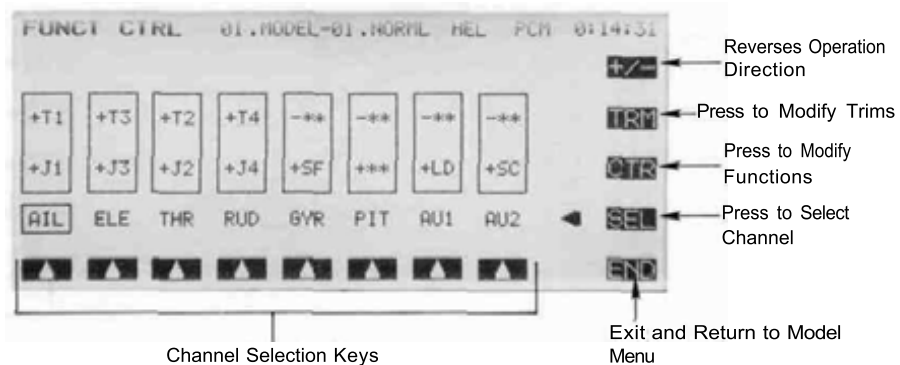 FUNCT CTRL 01.MODEL-01.NORML HEL PCM 0:14:31
+/-
Reverses Operation
Direction
+T1 +T3 +T2 +T4 -** -** -** -**
TRM
Press to Modify Trims
+J1 +J3 +J2 +J4 +SF +** +LD +SC
CTR
Press to Modify
Functions
AIL ELE THR RUD GYR PIT AU1 AU2
SEL
Press to Select
Channel
END
Exit and Return to Model
Menu
Channel Selection Keys